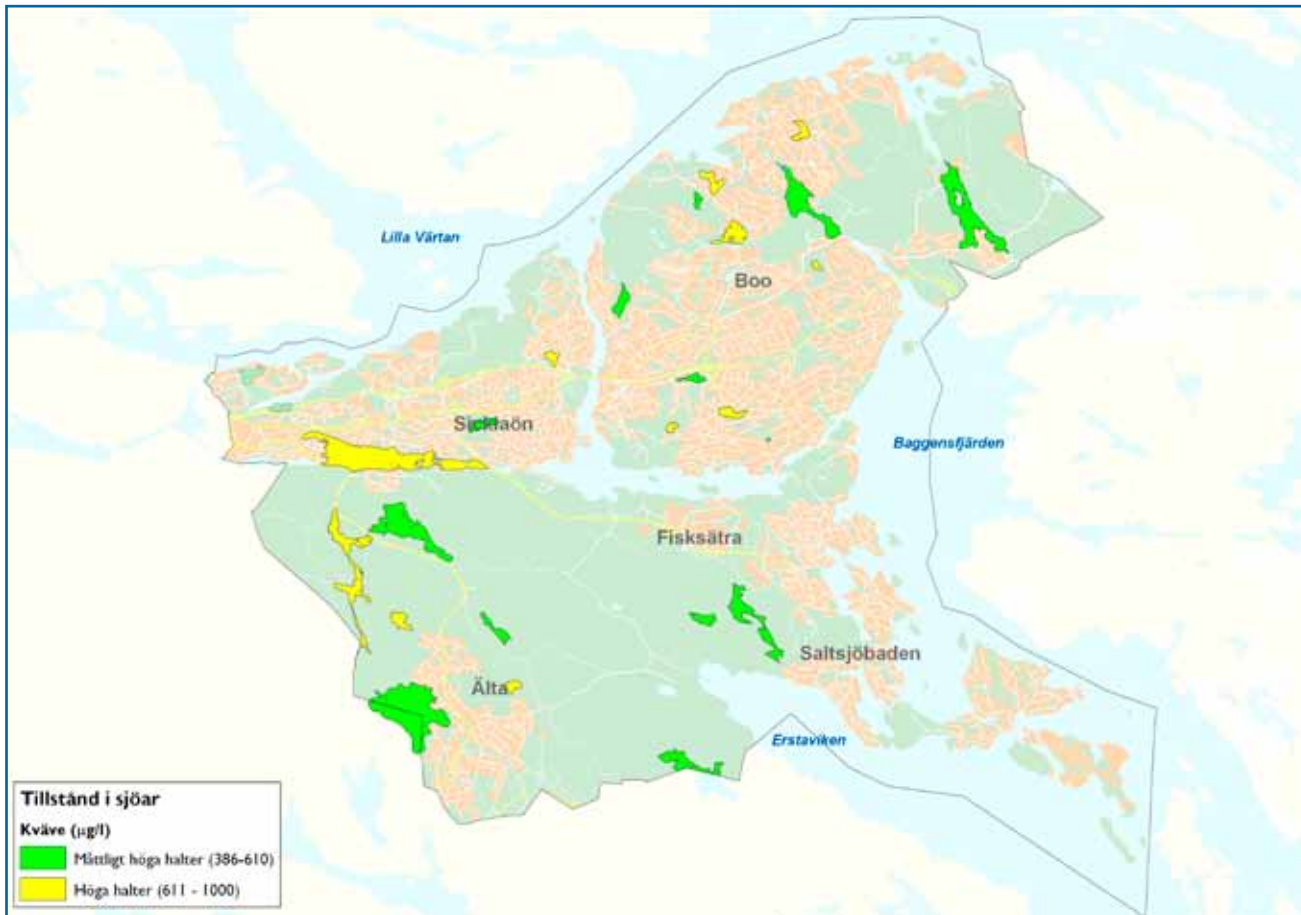 Lilla Värtan
Boo
Sicklaön
Baggensfjärden
Fisksätra
Saltsjöbaden
Älta
Erstaviken
Tillstånd i sjöar
Kväve (µg/l)
Måttligt höga halter (386-610)
Höga halter (611 - 1000)